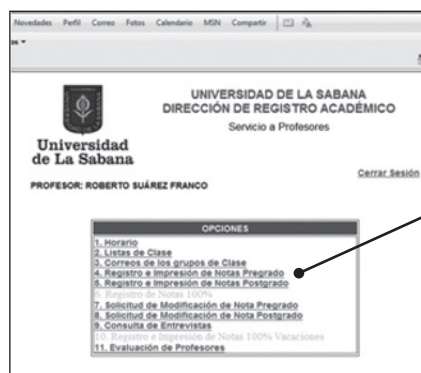 Novedades Perfil Correo Fotos Calendario MSN Compartir
UNIVERSIDAD DE LA SABANA
DIRECCIÓN DE REGISTRO ACADÉMICO
Servicio a Profesores
Universidad
de La Sabana
Cerrar Sesión
PROFESOR: ROBERTO SUÁREZ FRANCO
OPCIONES
1. Horario
2. Listas de Clase
3. Correos de los grupos de Clase
4. Registro e Impresión de Notas Pregrado
5. Registro e Impresión de Notas Postgrado
6. Registro de Notas 100%
7. Solicitud de Modificación de Nota Pregrado
8. Solicitud de Modificación de Nota Postgrado
9. Consulta de Entrevistas
10. Registro e Impresión de Notas 100% Vacaciones
11. Evaluación de Profesores